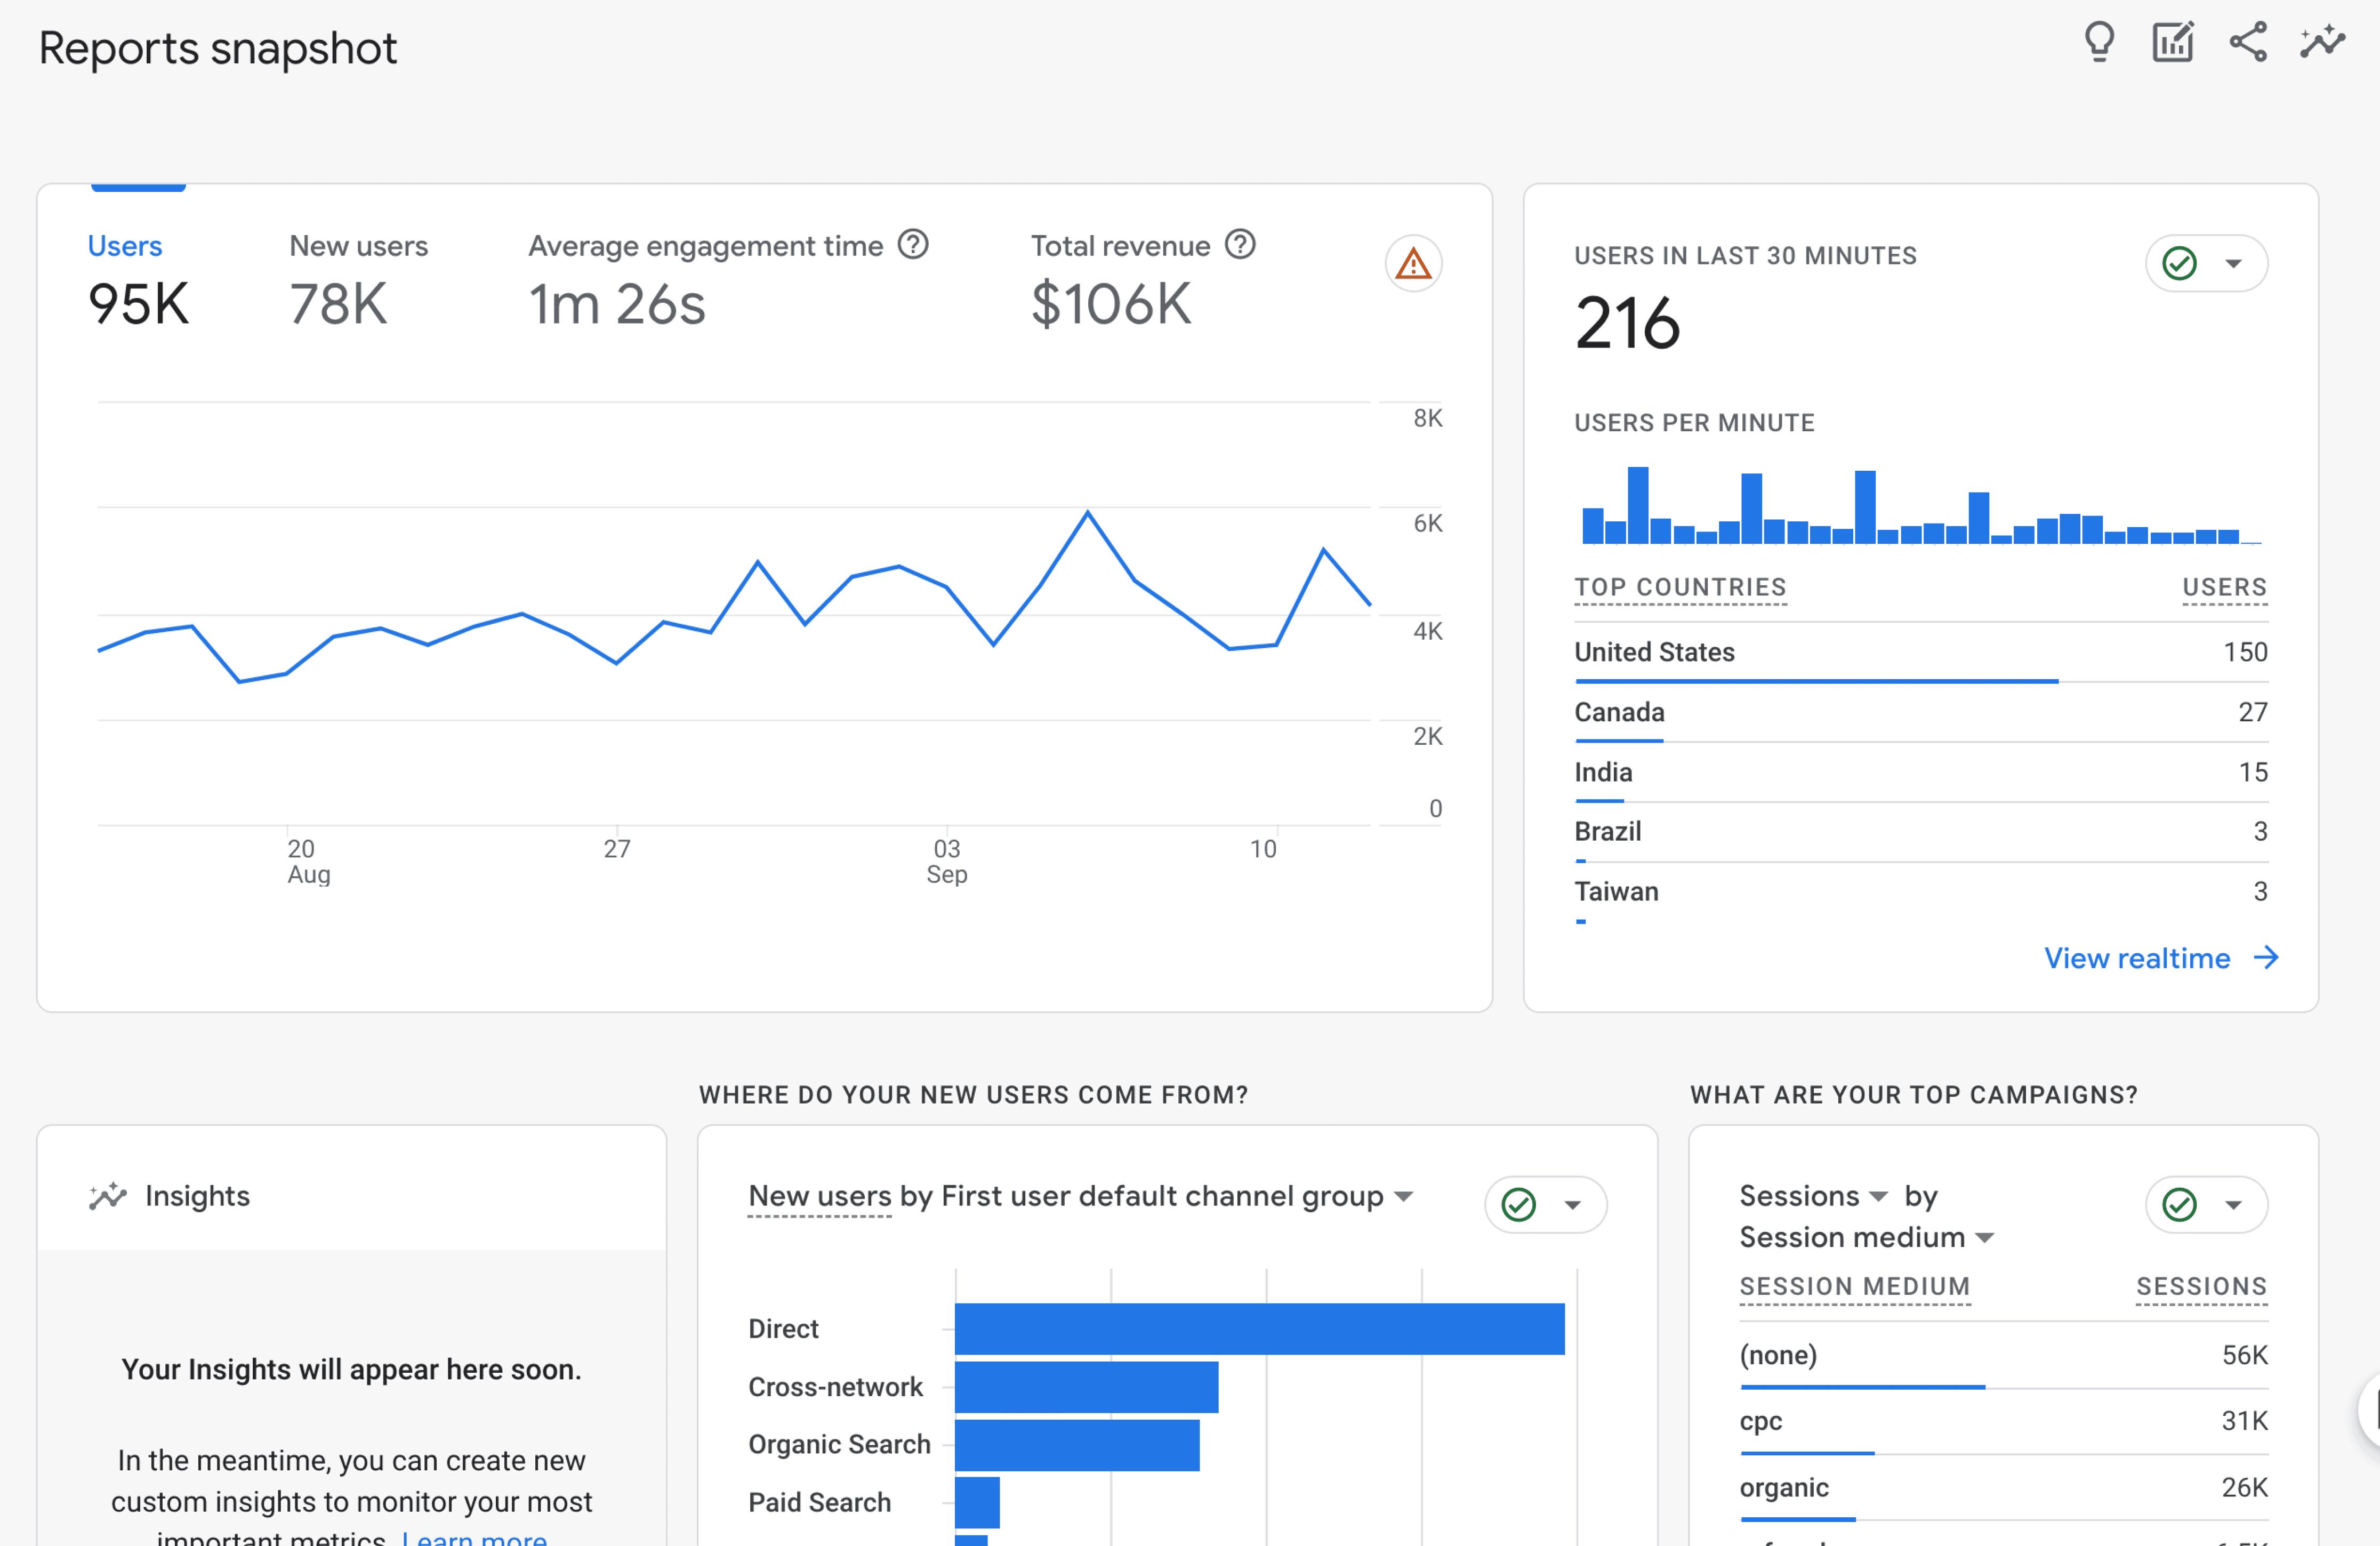 Reports snapshot
Users
95K
New users
78K
Average engagement time
1m 26s
Total revenue
$106K
8K
6K
4K
2K
0
20
Aug
27
03
Sep
10
USERS IN LAST 30 MINUTES
216
USERS PER MINUTE
TOP COUNTRIES USERS
United States 150
Canada 27
India 15
Brazil 3
Taiwan 3
View realtime
Insights
Your Insights will appear here soon.
In the meantime, you can create new
custom insights to monitor your most
important metrics. Learn more
WHERE DO YOUR NEW USERS COME FROM?
New users by First user default channel group
Direct
Cross-network
Organic Search
Paid Search
WHAT ARE YOUR TOP CAMPAIGNS?
Sessions by
Session medium
SESSION MEDIUM SESSIONS
(none) 56K
cpc 31K
organic 26K